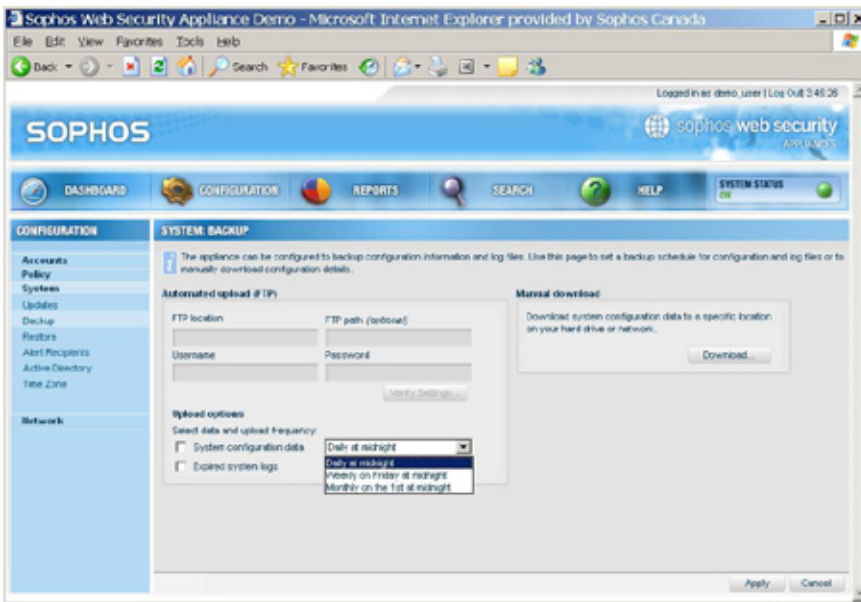 Sophos Web Security Appliance Demo - Microsoft Internet Explorer provided by Sophos Canada
File Edit View Favorites Tools Help
Back Search Favorites
Logged in as demo_user | Log Out 3:45:26
SOPHOS
sophos web security
APPLIANCES
DASHBOARD CONFIGURATION REPORTS SEARCH HELP
SYSTEM STATUS
OK
CONFIGURATION
SYSTEM: BACKUP
Accounts
Policy
System
Updates
Backup
Restore
Alert Recipients
Active Directory
Time Zone
Network
The appliance can be configured to backup configuration information and log files. Use this page to set a backup schedule for configuration and log files or to
manually download configuration details.
Automated upload (FTP)
FTP location
FTP path (optional)
Username
Password
Verify Settings...
Upload options
Select data and upload frequency:
System configuration data
Daily at midnight
Expired system logs
Daily at midnight
Weekly on Friday at midnight
Monthly on the 1st at midnight
Manual download
Download system configuration data to a specific location
on your hard drive or network.
Download...
Apply Cancel